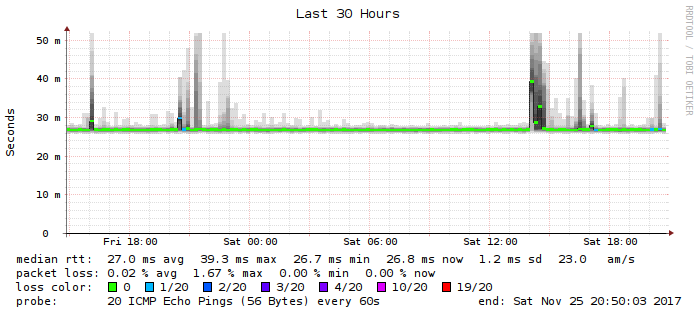 Last 30 Hours
RRDTOOL / TOBI OETIKER
Seconds
50 m
40 m
30 m
20 m
10 m
0
Fri 18:00 Sat 00:00 Sat 06:00 Sat 12:00 Sat 18:00
median rtt: 27.0 ms avg 39.3 ms max 26.7 ms min 26.8 ms now 1.2 ms sd 23.0 am/s
packet loss: 0.02 % avg 1.67 % max 0.00 % min 0.00 % now
loss color: 0 1/20 2/20 3/20 4/20 10/20 19/20
probe: 20 ICMP Echo Pings (56 Bytes) every 60s end: Sat Nov 25 20:50:03 2017